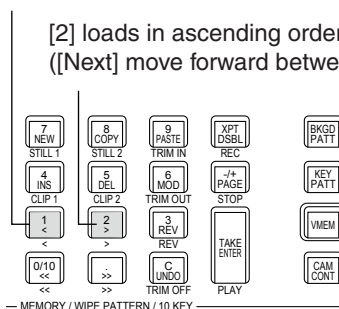 [2] loads in ascending order
([Next] move forward betwe
7 NEW 8 COPY 9 PASTE XPT DSBL BKGD PATT
STILL 1 STILL 2 TRIM IN REC
4 INS 5 DEL 6 MOD -/+ PAGE KEY PATT
CLIP 1 CLIP 2 TRIM OUT STOP
1 < 2 > 3 REV TAKE ENTER VMEM
< > REV
0/10 << . >> C UNDO CAM CONT
<< >> TRIM OFF PLAY
MEMORY / WIPE PATTERN / 10 KEY